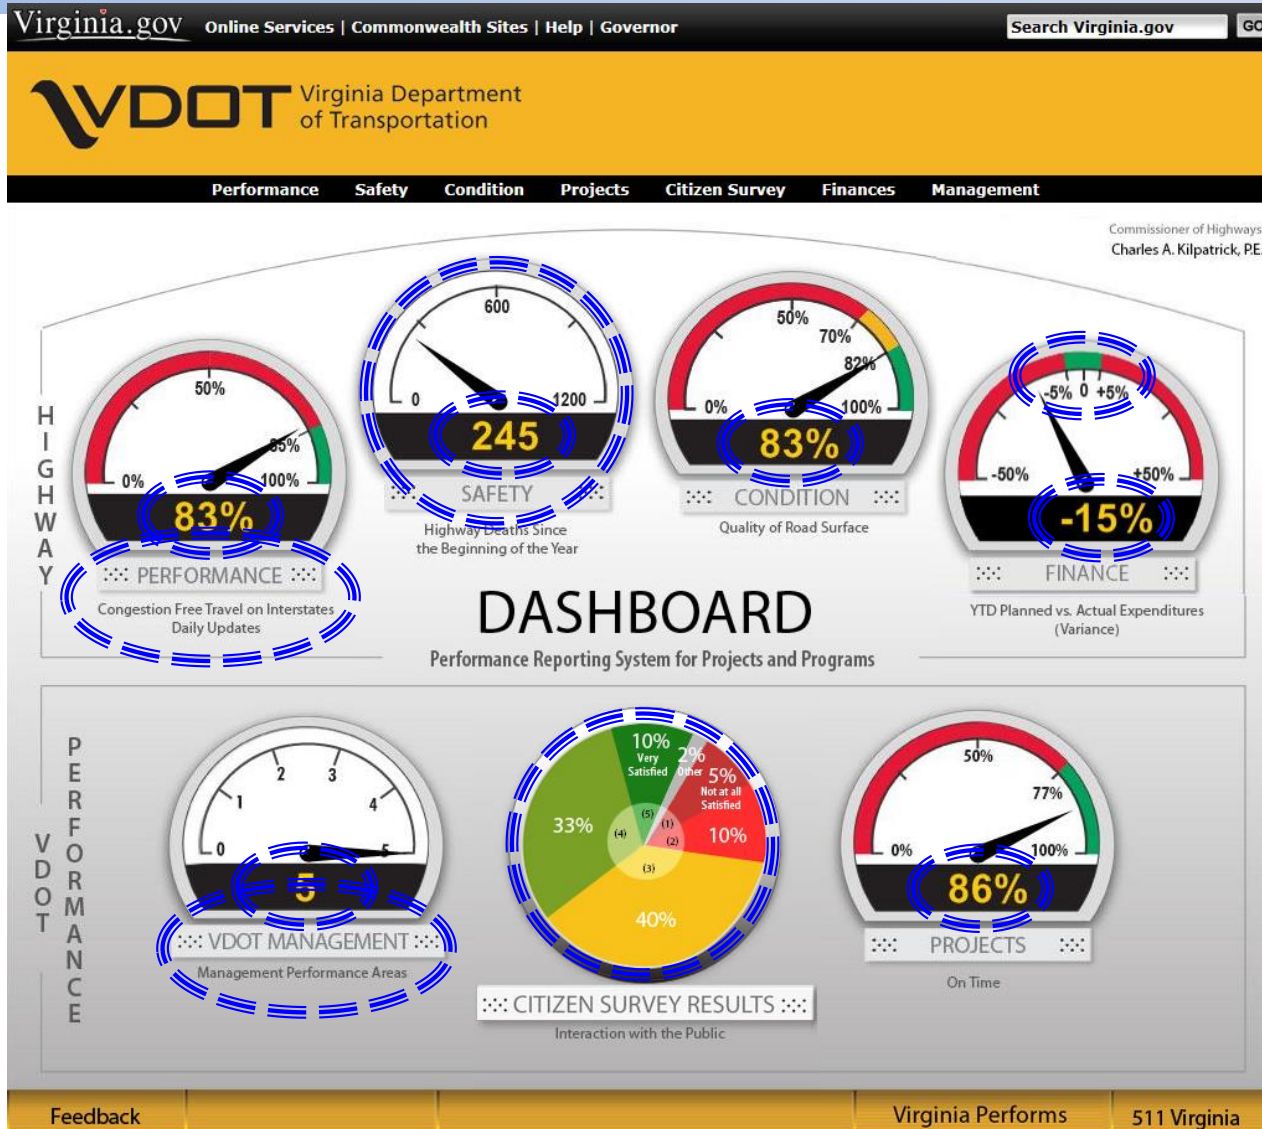 Virginia.gov Online Services | Commonwealth Sites | Help | Governor Search Virginia.gov GO
VDOT Virginia Department
of Transportation
Performance Safety Condition Projects Citizen Survey Finances Management
Commissioner of Highways
Charles A. Kilpatrick, P.E.
HIGHWAY
0% 50% 85% 100%
83%
PERFORMANCE
Congestion Free Travel on Interstates
Daily Updates
0 600 1200
245
SAFETY
Highway Deaths Since
the Beginning of the Year
0% 50% 70% 82% 100%
83%
CONDITION
Quality of Road Surface
-50% -5% 0 +5% +50%
-15%
FINANCE
YTD Planned vs. Actual Expenditures
(Variance)
DASHBOARD
Performance Reporting System for Projects and Programs
VDOT
PERFORMANCE
0 1 2 3 4 5
5
VDOT MANAGEMENT
Management Performance Areas
10%
Very
Satisfied
2%
Other
5%
Not at all
Satisfied
33%
10%
40%
(5)
(1)
(4)
(2)
(3)
CITIZEN SURVEY RESULTS
Interaction with the Public
0% 50% 77% 100%
86%
PROJECTS
On Time
Feedback Virginia Performs 511 Virginia